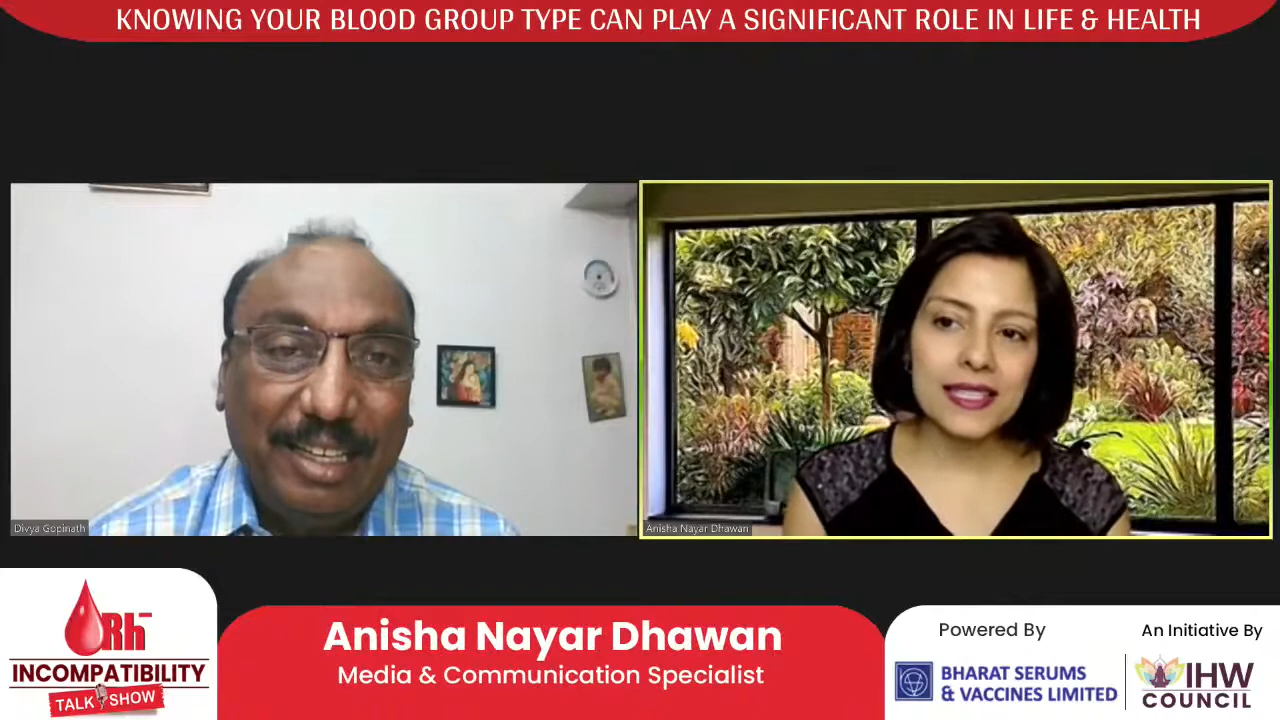 KNOWING YOUR BLOOD GROUP TYPE CAN PLAY A SIGNIFICANT ROLE IN LIFE & HEALTH
Divya Gopinath
Anisha Nayar Dhawan
Rh-
INCOMPATIBILITY
TALK SHOW
Anisha Nayar Dhawan
Media & Communication Specialist
Powered By
BHARAT SERUMS
& VACCINES LIMITED
An Initiative By
IHW
COUNCIL